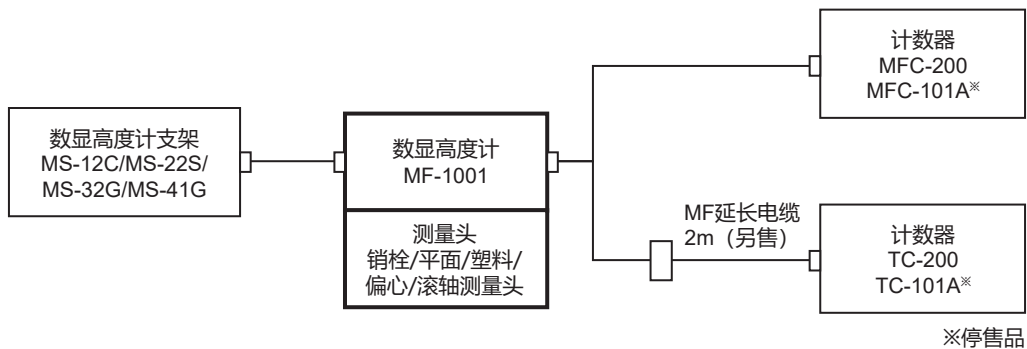 数显高度计支架
MS-12C/MS-22S/
MS-32G/MS-41G
数显高度计
MF-1001
测量头
销栓/平面/塑料/
偏心/滚轴测量头
计数器
MFC-200
MFC-101A※
MF延长电缆
2m（另售）
计数器
TC-200
TC-101A※
※停售品